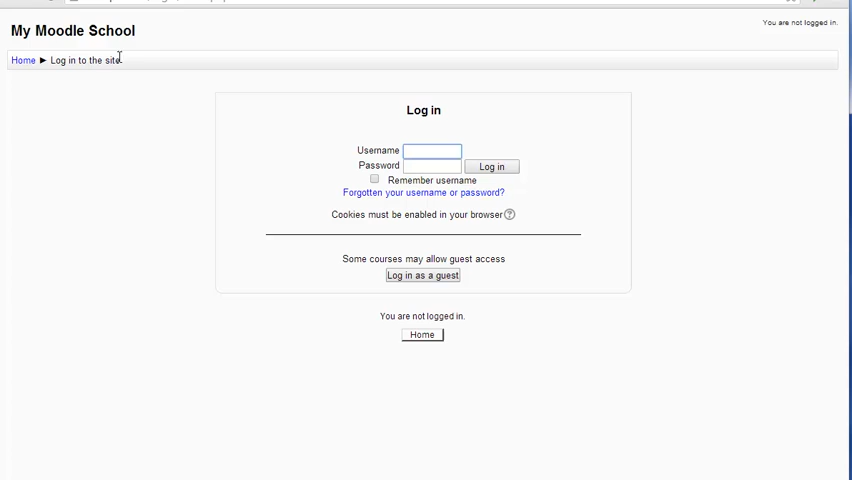 My Moodle School
You are not logged in.
Home ► Log in to the site
Log in
Username
Password
Log in
Remember username
Forgotten your username or password?
Cookies must be enabled in your browser
Some courses may allow guest access
Log in as a guest
You are not logged in.
Home